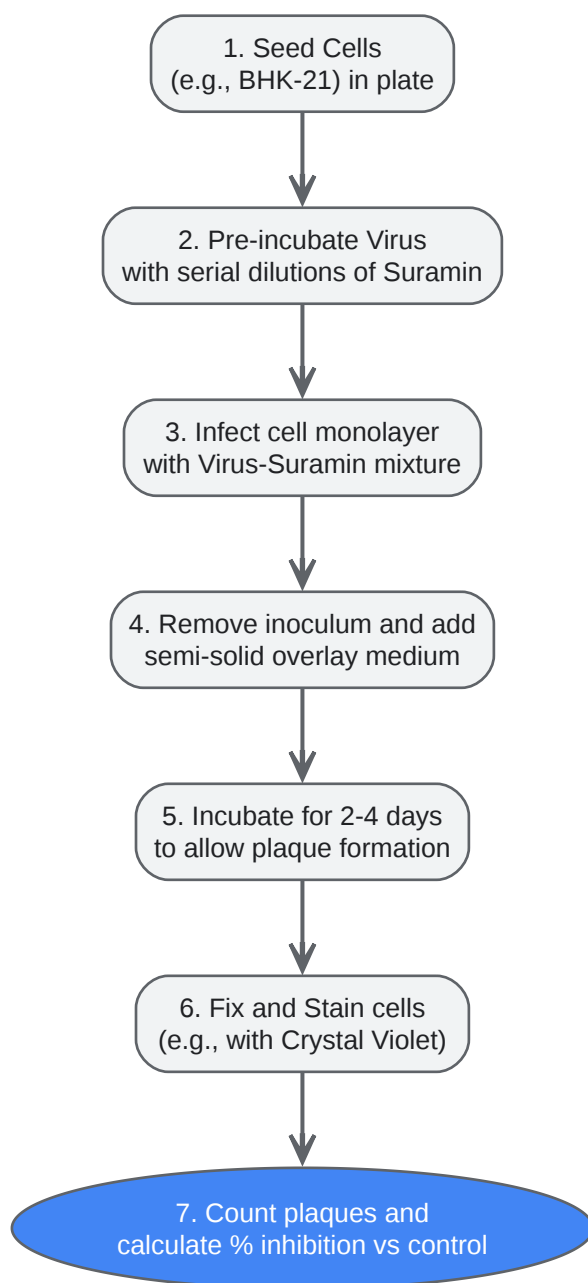 1. Seed Cells
(e.g., BHK-21) in plate
2. Pre-incubate Virus
with serial dilutions of Suramin
3. Infect cell monolayer
with Virus-Suramin mixture
4. Remove inoculum and add
semi-solid overlay medium
5. Incubate for 2-4 days
to allow plaque formation
6. Fix and Stain cells
(e.g., with Crystal Violet)
7. Count plaques and
calculate % inhibition vs control